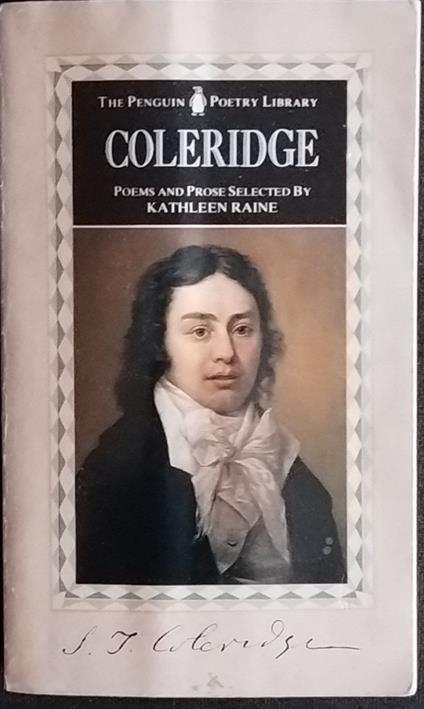 THE PENGUIN POETRY LIBRARY
COLERIDGE
POEMS AND PROSE SELECTED BY
KATHLEEN RAINE
S. T. Coleridge